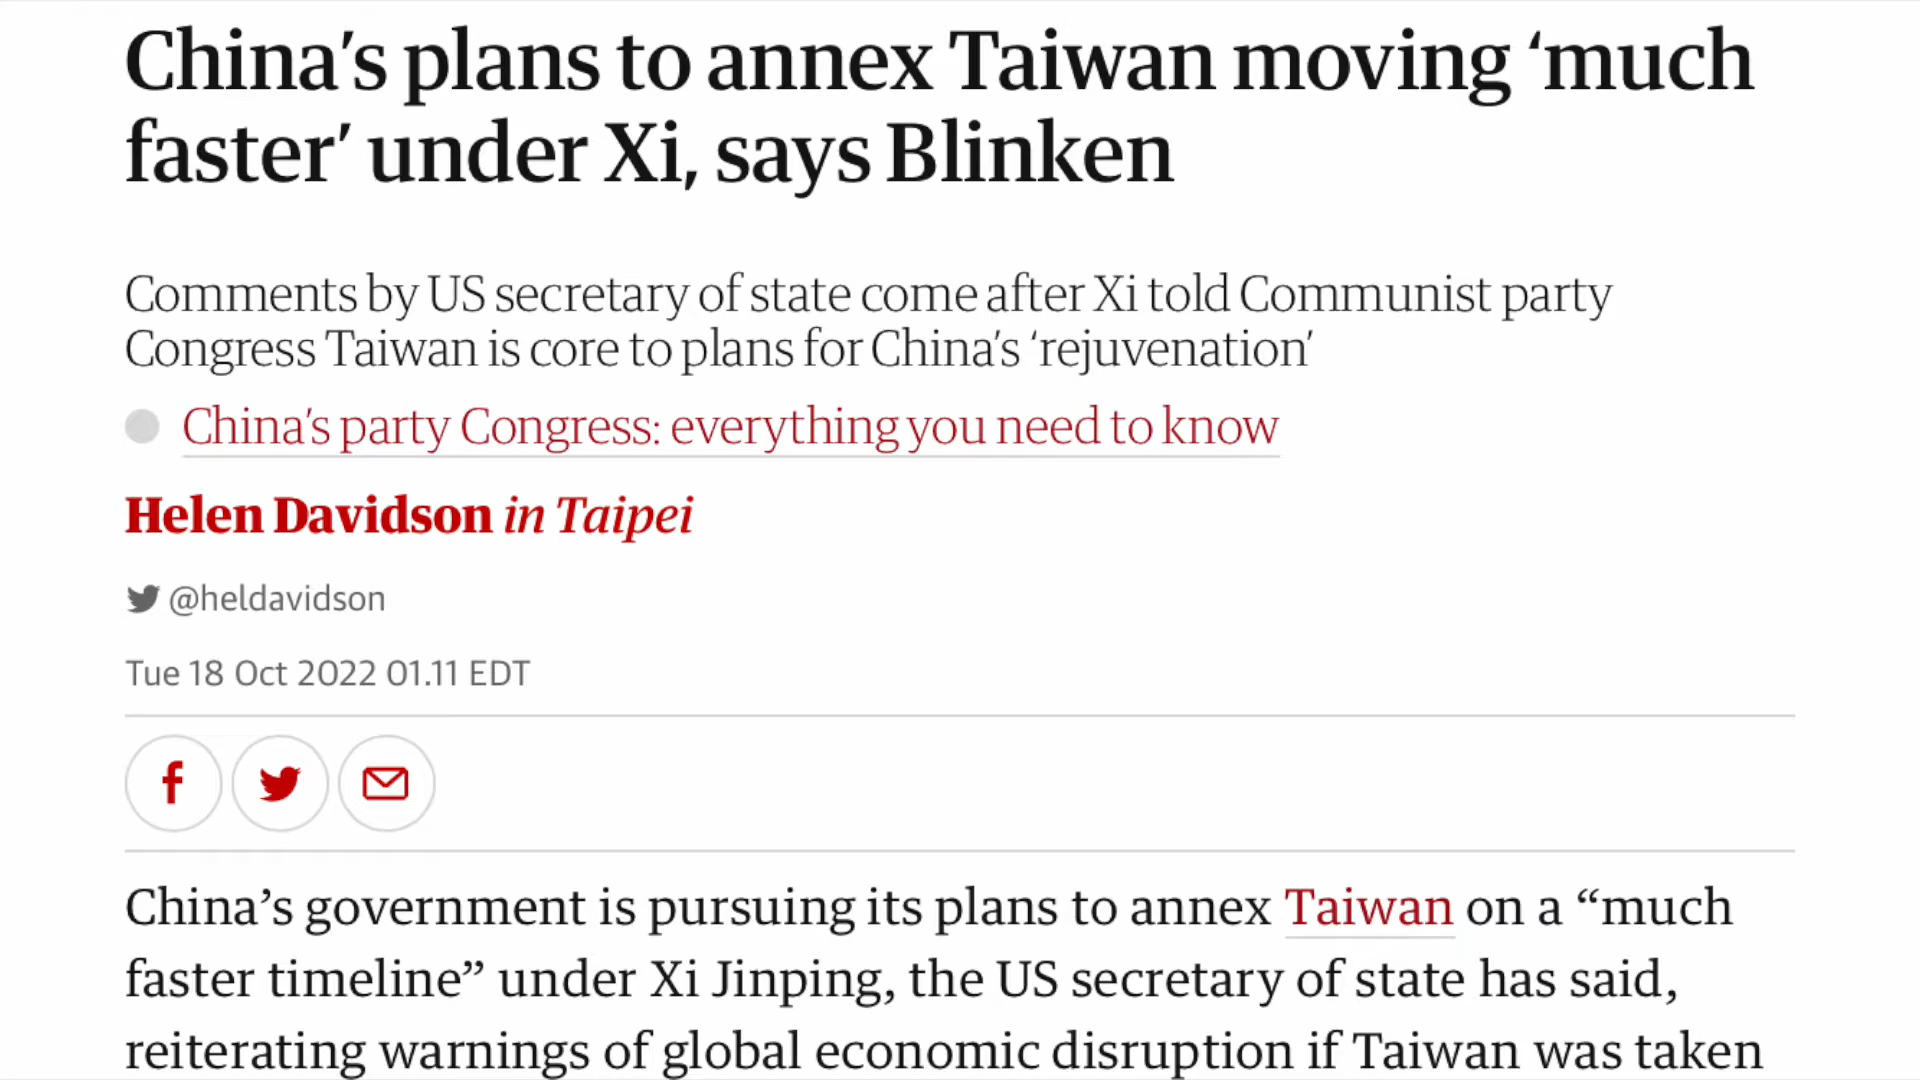 China’s plans to annex Taiwan moving ‘much
faster’ under Xi, says Blinken
Comments by US secretary of state come after Xi told Communist party
Congress Taiwan is core to plans for China’s ‘rejuvenation’
China’s party Congress: everything you need to know
Helen Davidson in Taipei
@heldavidson
Tue 18 Oct 2022 01.11 EDT
China’s government is pursuing its plans to annex Taiwan on a “much
faster timeline” under Xi Jinping, the US secretary of state has said,
reiterating warnings of global economic disruption if Taiwan was taken